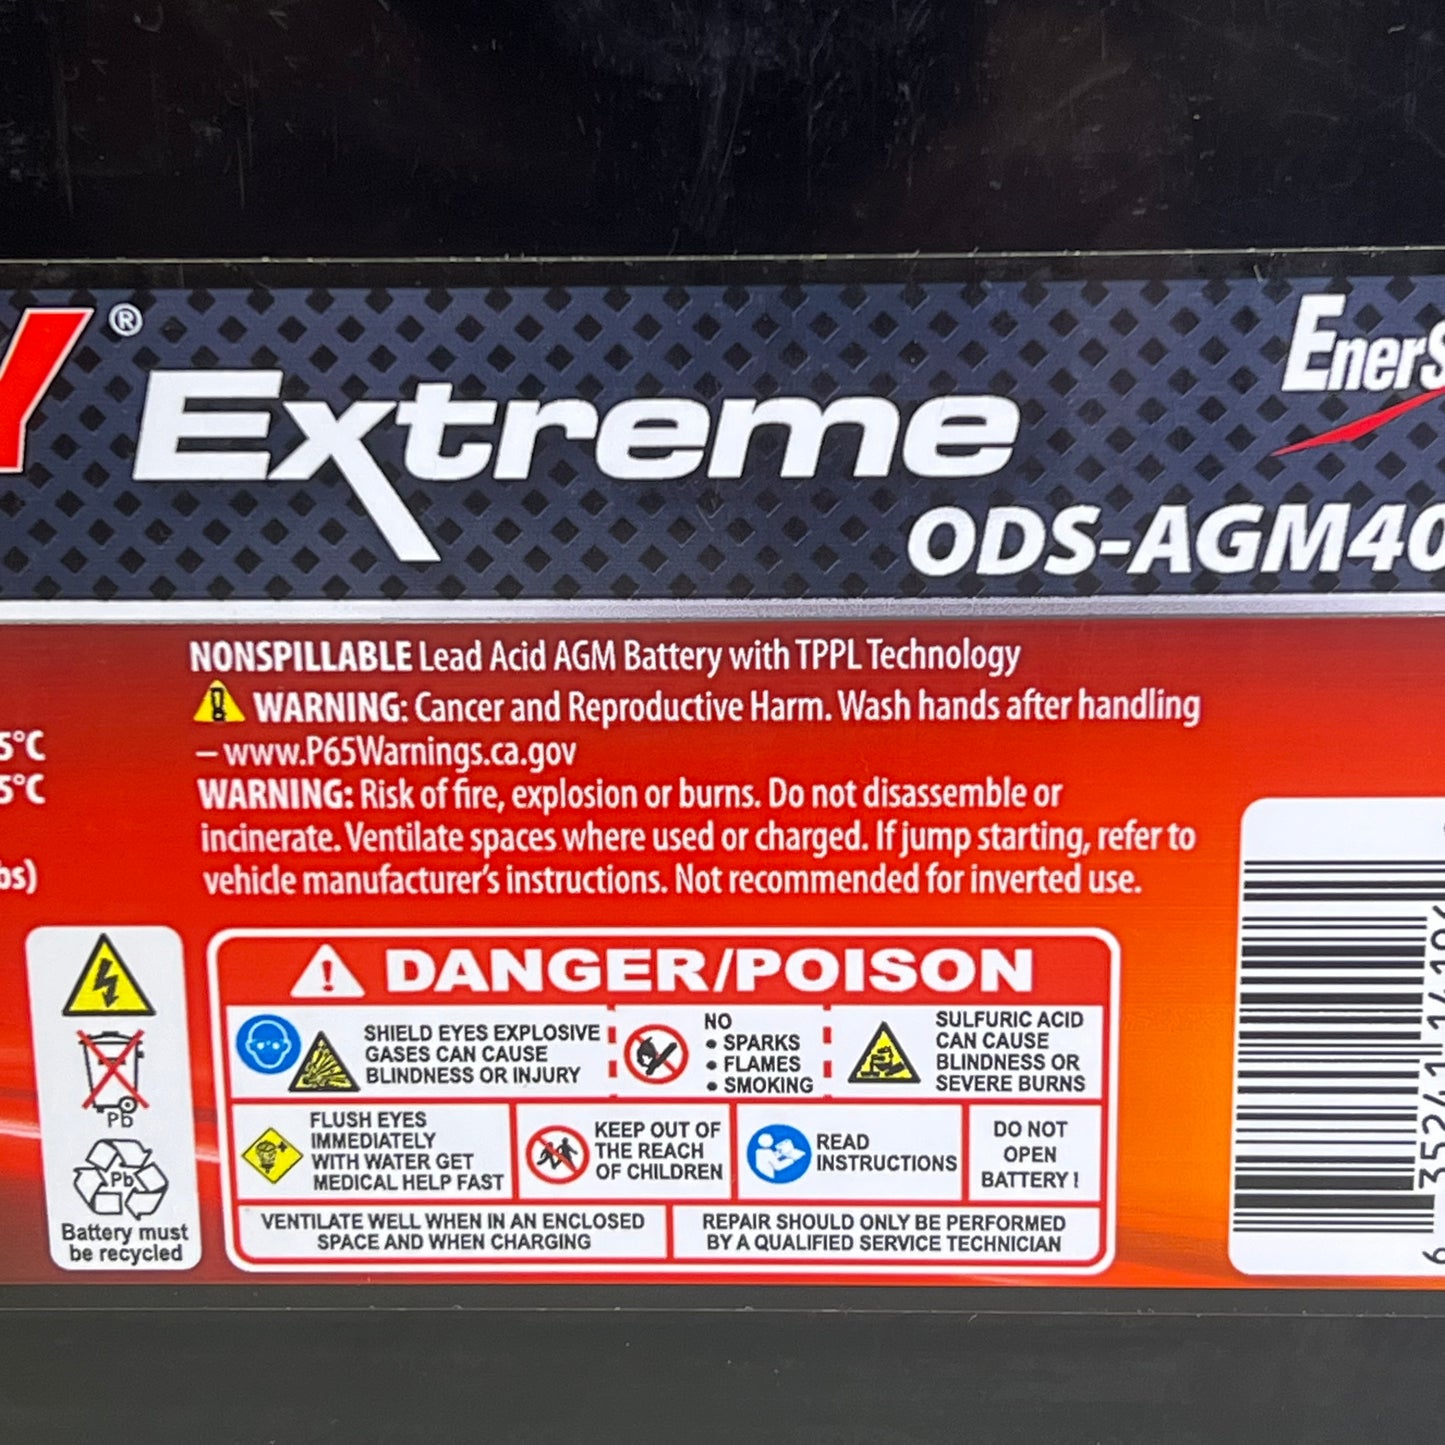 Y® Extreme
EnerS
ODS-AGM40
NONSPILLABLE Lead Acid AGM Battery with TPPL Technology
WARNING: Cancer and Reproductive Harm. Wash hands after handling
– www.P65Warnings.ca.gov
WARNING: Risk of fire, explosion or burns. Do not disassemble or
incinerate. Ventilate spaces where used or charged. If jump starting, refer to
vehicle manufacturer's instructions. Not recommended for inverted use.
5°C
5°C
bs)
Pb
Pb
Battery must
be recycled
DANGER/POISON
SHIELD EYES EXPLOSIVE
GASES CAN CAUSE
BLINDNESS OR INJURY
NO
• SPARKS
• FLAMES
• SMOKING
SULFURIC ACID
CAN CAUSE
BLINDNESS OR
SEVERE BURNS
FLUSH EYES
IMMEDIATELY
WITH WATER GET
MEDICAL HELP FAST
KEEP OUT OF
THE REACH
OF CHILDREN
READ
INSTRUCTIONS
DO NOT
OPEN
BATTERY !
VENTILATE WELL WHEN IN AN ENCLOSED
SPACE AND WHEN CHARGING
REPAIR SHOULD ONLY BE PERFORMED
BY A QUALIFIED SERVICE TECHNICIAN